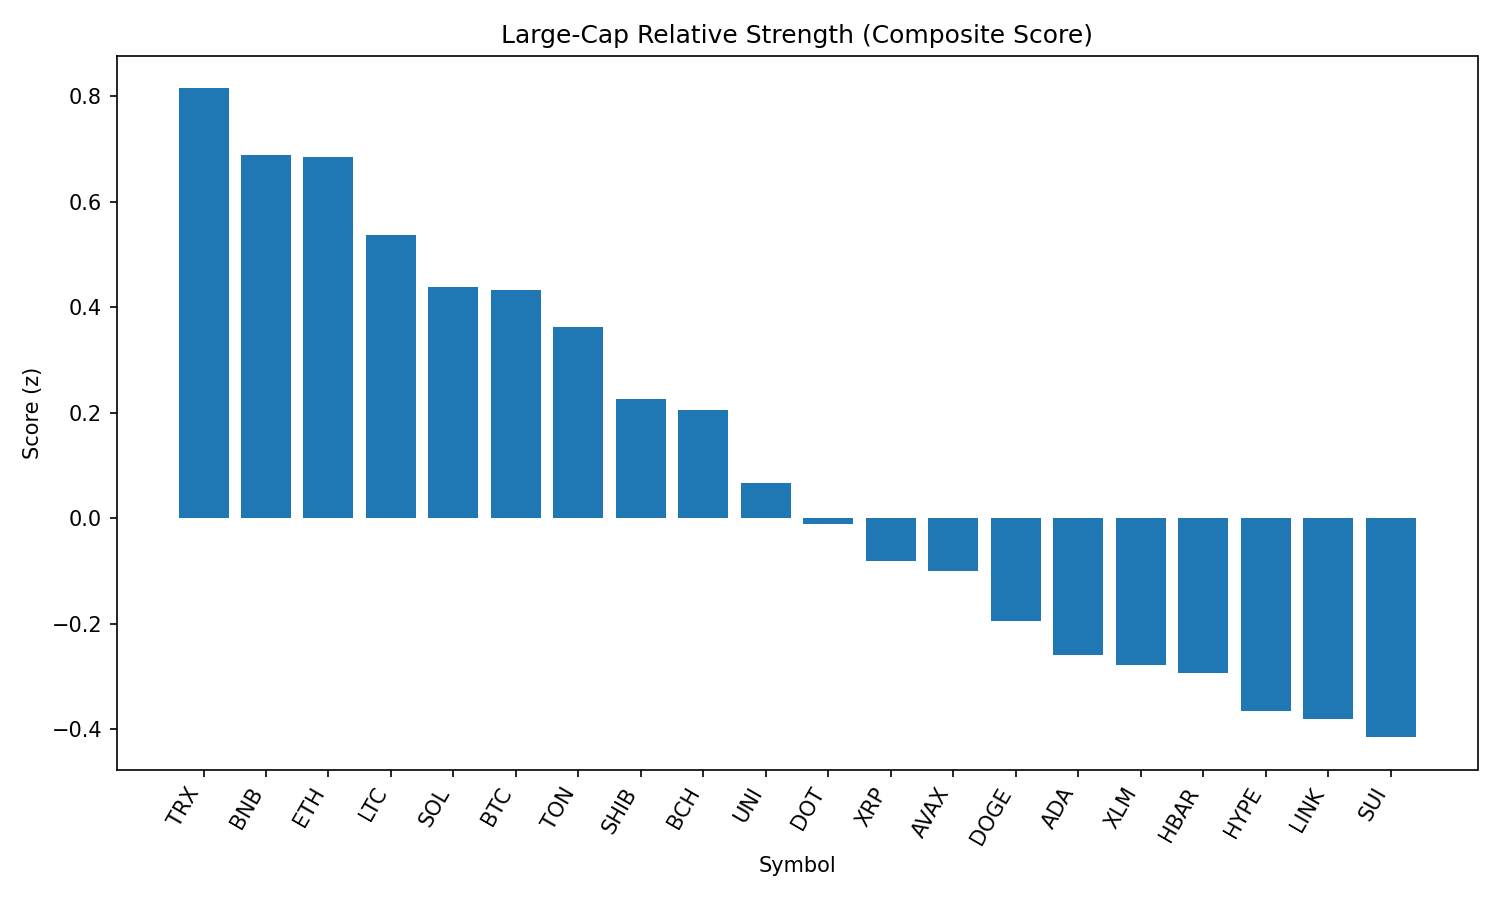 Large-Cap Relative Strength (Composite Score)
0.8
0.6
0.4
0.2
0.0
−0.2
−0.4
Score (z)
TRX
BNB
ETH
LTC
SOL
BTC
TON
SHIB
BCH
UNI
DOT
XRP
AVAX
DOGE
ADA
XLM
HBAR
HYPE
LINK
SUI
Symbol